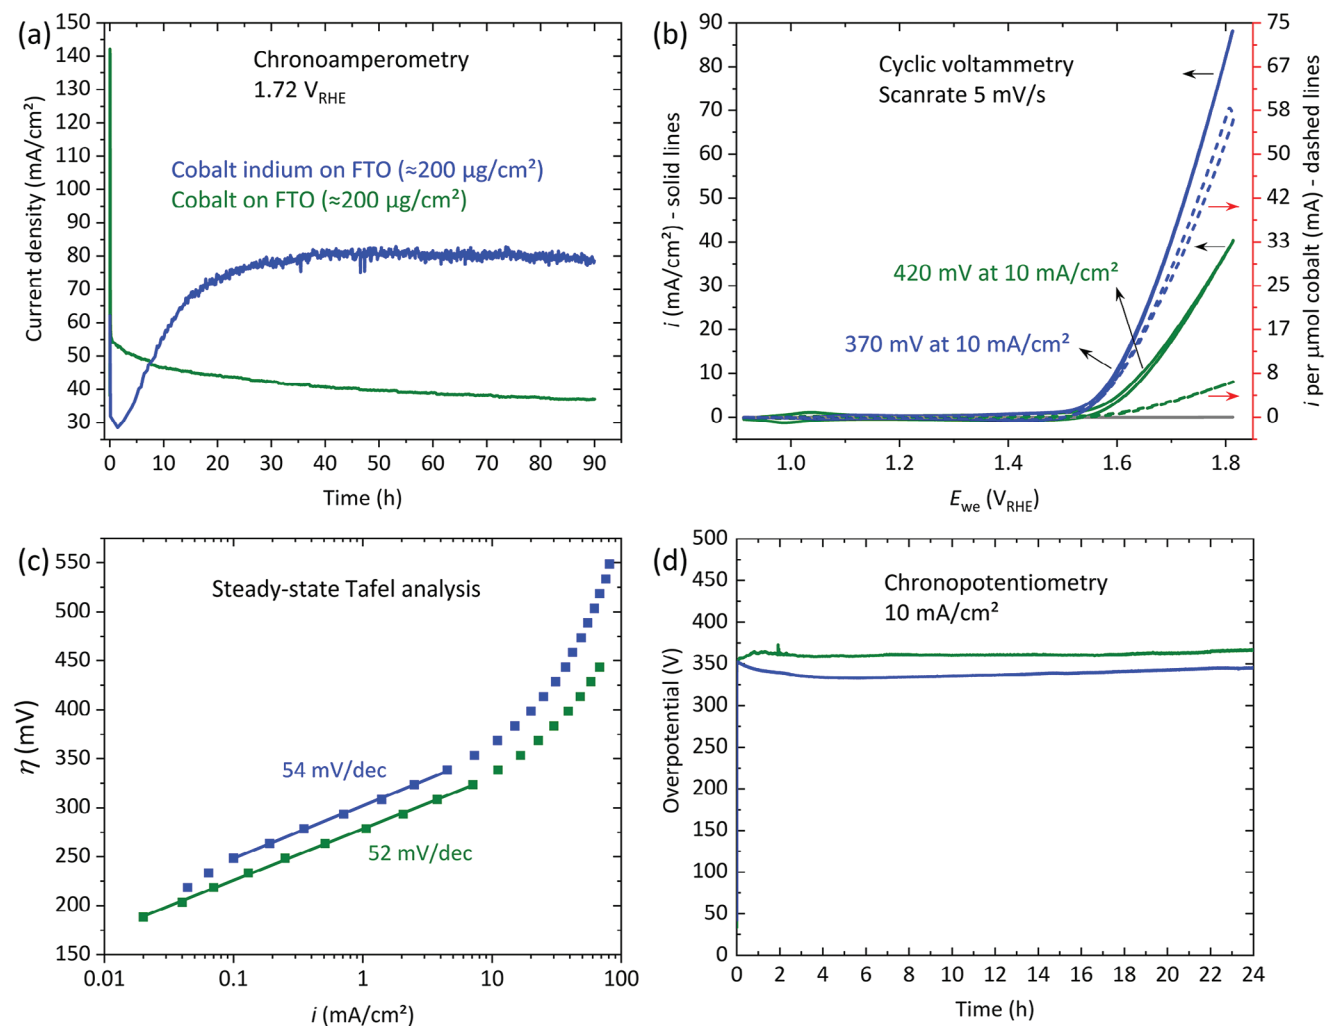 (a)
Chronoamperometry
1.72 V_RHE
Cobalt indium on FTO (≈200 µg/cm²)
Cobalt on FTO (≈200 µg/cm²)
Current density (mA/cm²)
150
140
130
120
110
100
90
80
70
60
50
40
30
0 10 20 30 40 50 60 70 80 90
Time (h)
(b)
Cyclic voltammetry
Scanrate 5 mV/s
420 mV at 10 mA/cm²
370 mV at 10 mA/cm²
i (mA/cm²) - solid lines
90
80
70
60
50
40
30
20
10
0
i per µmol cobalt (mA) - dashed lines
75
67
58
50
42
33
25
17
8
0
1.0 1.2 1.4 1.6 1.8
E_we (V_RHE)
(c)
Steady-state Tafel analysis
54 mV/dec
52 mV/dec
η (mV)
550
500
450
400
350
300
250
200
150
0.01 0.1 1 10 100
i (mA/cm²)
(d)
Chronopotentiometry
10 mA/cm²
Overpotential (V)
500
450
400
350
300
250
200
150
100
50
0
0 2 4 6 8 10 12 14 16 18 20 22 24
Time (h)